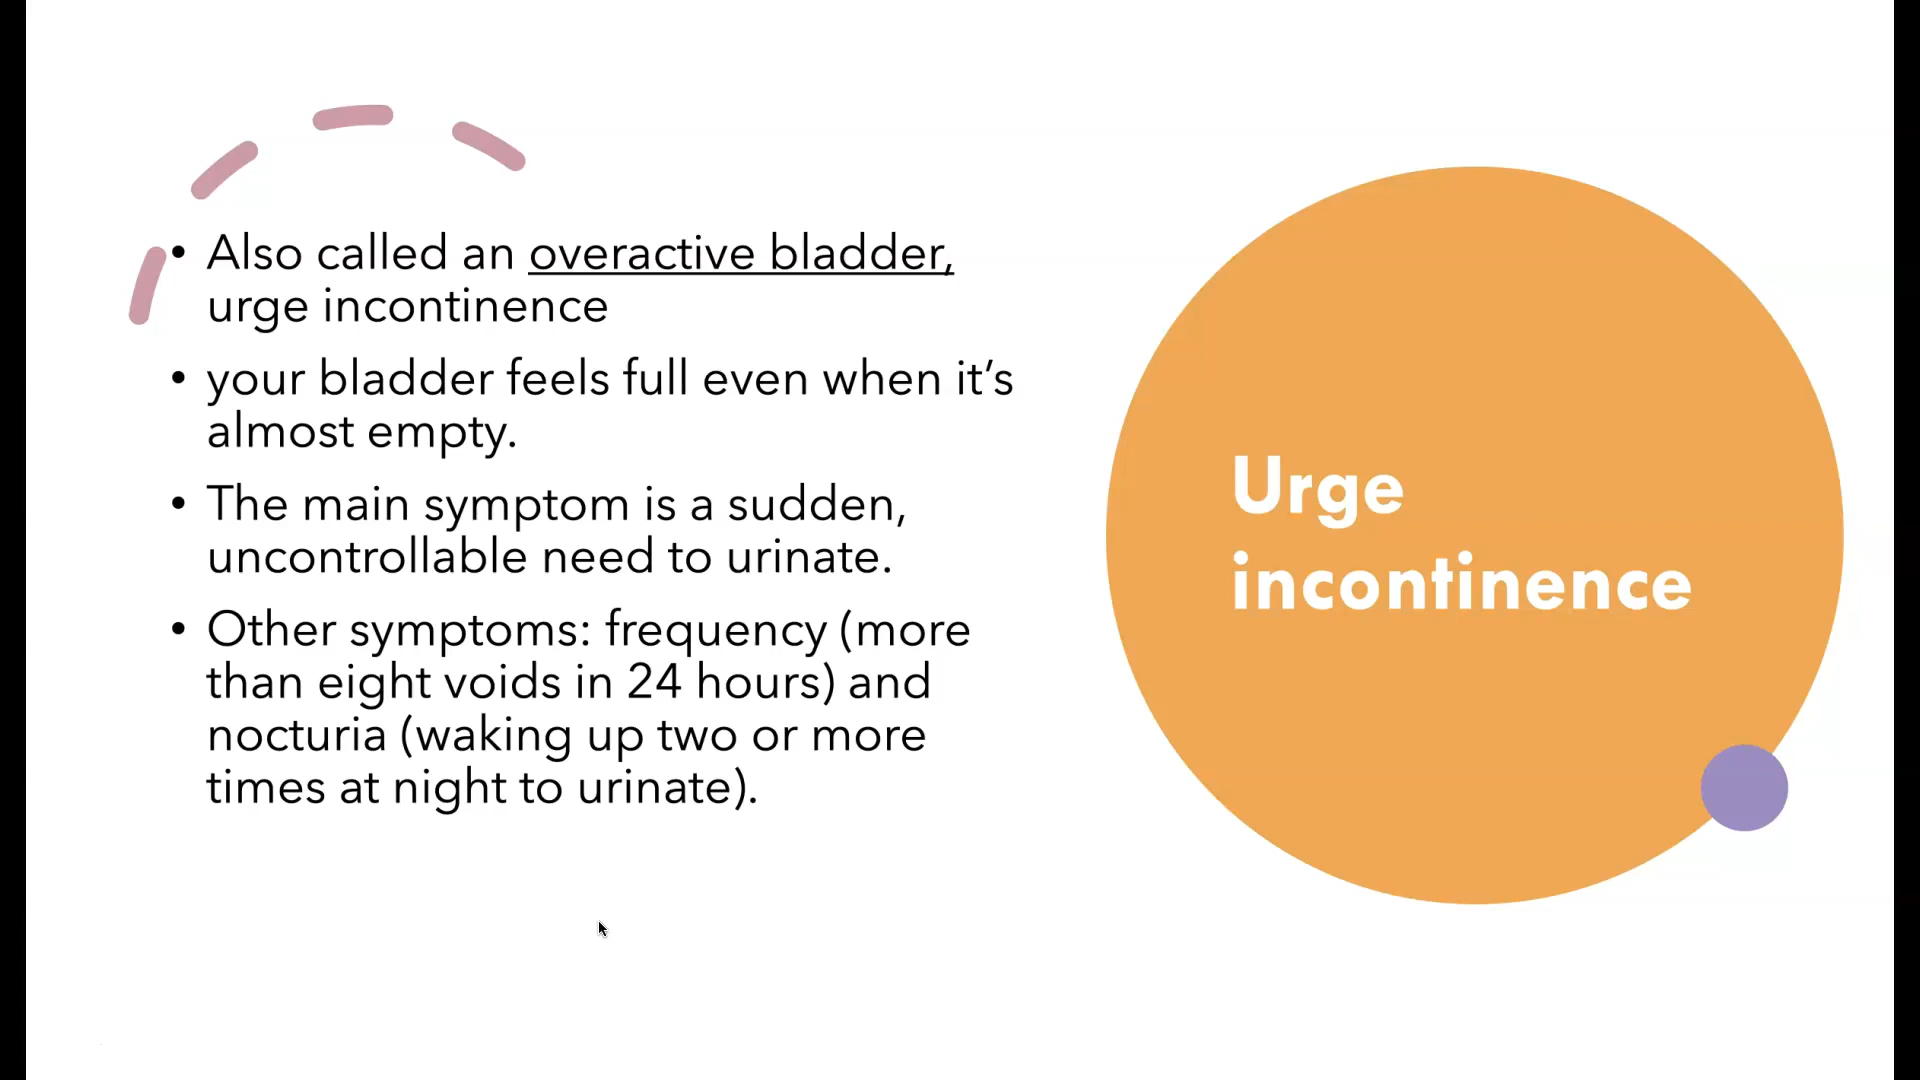 • Also called an overactive bladder,
urge incontinence
• your bladder feels full even when it’s
almost empty.
• The main symptom is a sudden,
uncontrollable need to urinate.
• Other symptoms: frequency (more
than eight voids in 24 hours) and
nocturia (waking up two or more
times at night to urinate).
Urge
incontinence